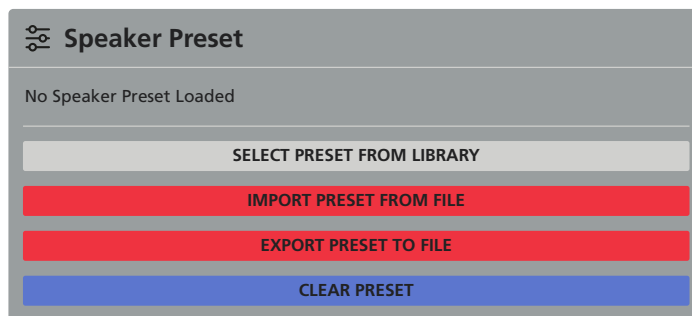 Speaker Preset
No Speaker Preset Loaded
SELECT PRESET FROM LIBRARY
IMPORT PRESET FROM FILE
EXPORT PRESET TO FILE
CLEAR PRESET